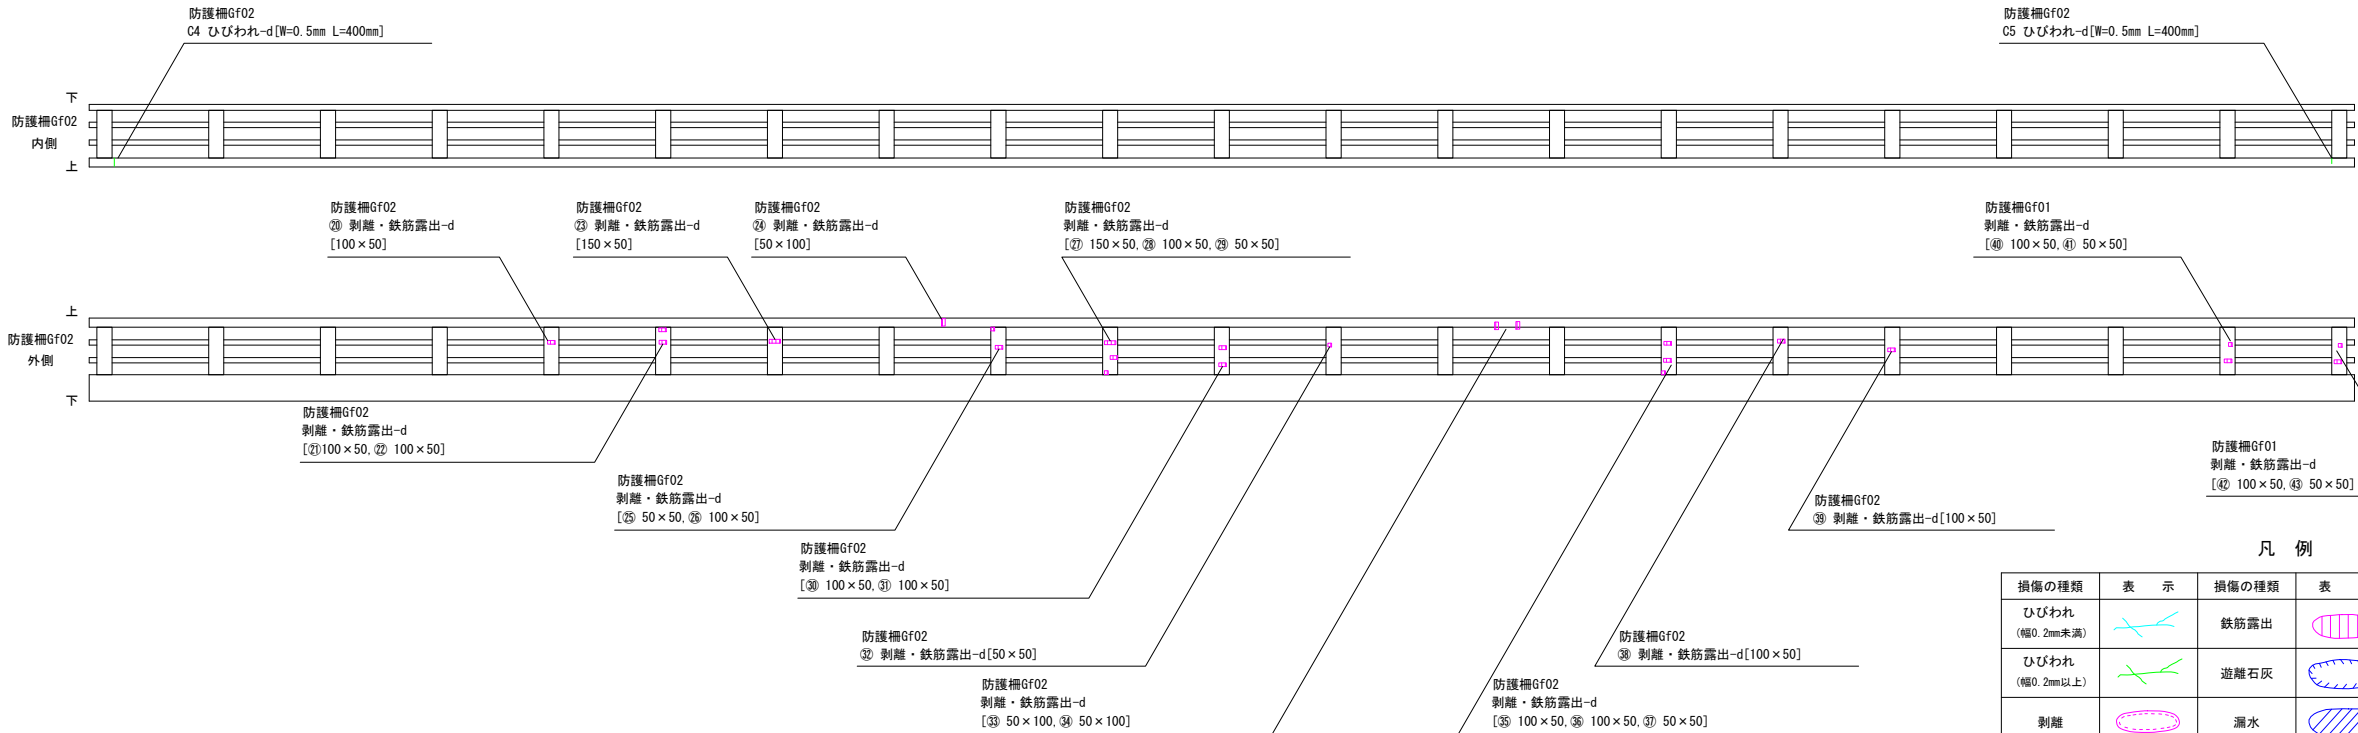 防護柵Gf02
C4 ひびわれ-d[W=0.5mm L=400mm]
防護柵Gf02
C5 ひびわれ-d[W=0.5mm L=400mm]
下
防護柵Gf02
内側
上
防護柵Gf02
⑳ 剥離・鉄筋露出-d
[100×50]
防護柵Gf02
㉓ 剥離・鉄筋露出-d
[150×50]
防護柵Gf02
㉔ 剥離・鉄筋露出-d
[50×100]
防護柵Gf02
剥離・鉄筋露出-d
[㉗ 150×50,㉘ 100×50,㉙ 50×50]
防護柵Gf01
剥離・鉄筋露出-d
[㊵ 100×50,㊶ 50×50]
上
防護柵Gf02
外側
下
防護柵Gf02
剥離・鉄筋露出-d
[㉑100×50,㉒ 100×50]
防護柵Gf02
剥離・鉄筋露出-d
[㉕ 50×50,㉖ 100×50]
防護柵Gf02
剥離・鉄筋露出-d
[㉚ 100×50,㉛ 100×50]
防護柵Gf02
㉜ 剥離・鉄筋露出-d[50×50]
防護柵Gf02
剥離・鉄筋露出-d
[㉝ 50×100,㉞ 50×100]
防護柵Gf02
剥離・鉄筋露出-d
[㉟ 100×50,㊱ 100×50,㊲ 50×50]
防護柵Gf02
㊳ 剥離・鉄筋露出-d[100×50]
防護柵Gf02
㊴ 剥離・鉄筋露出-d[100×50]
防護柵Gf01
剥離・鉄筋露出-d
[㊷ 100×50,㊸ 50×50]
凡 例
損傷の種類 表 示 損傷の種類 表
ひびわれ
(幅0.2mm未満)
鉄筋露出
ひびわれ
(幅0.2mm以上)
遊離石灰
剥離
漏水